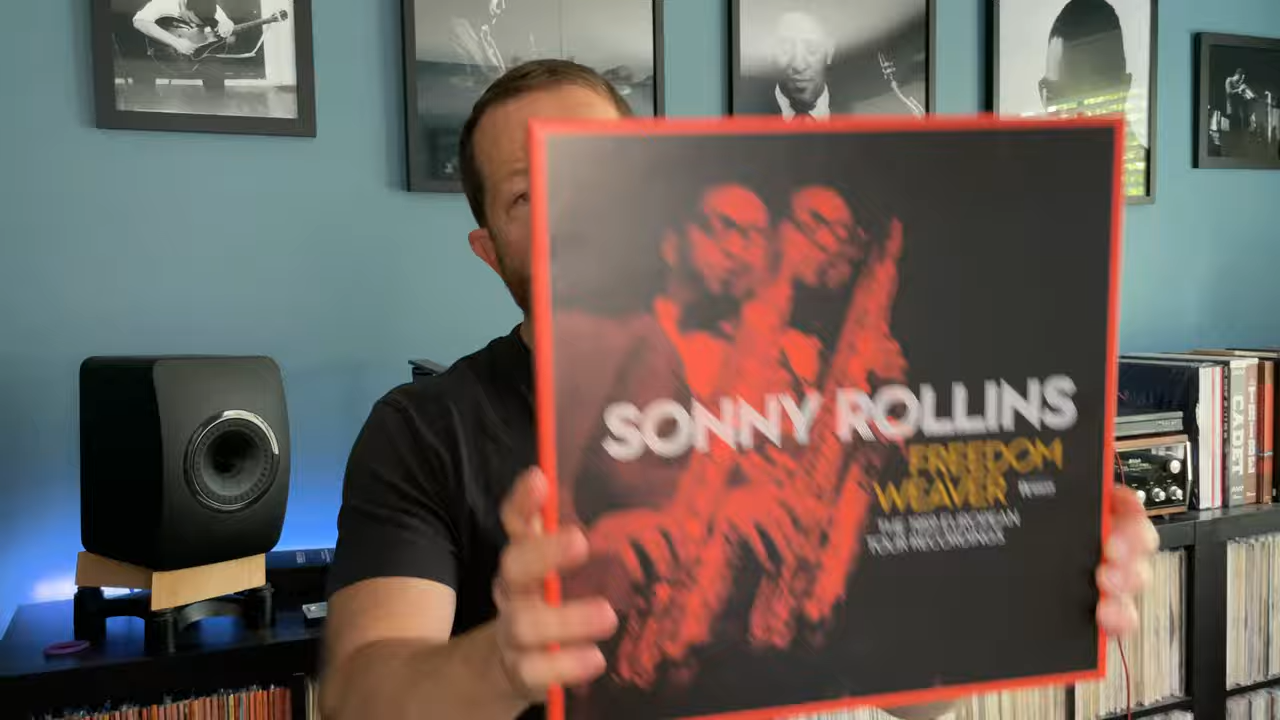 SONNY ROLLINS
FREEDOM
WEAVER
THE 1959 EUROPEAN
TOUR RECORDINGS
CADET